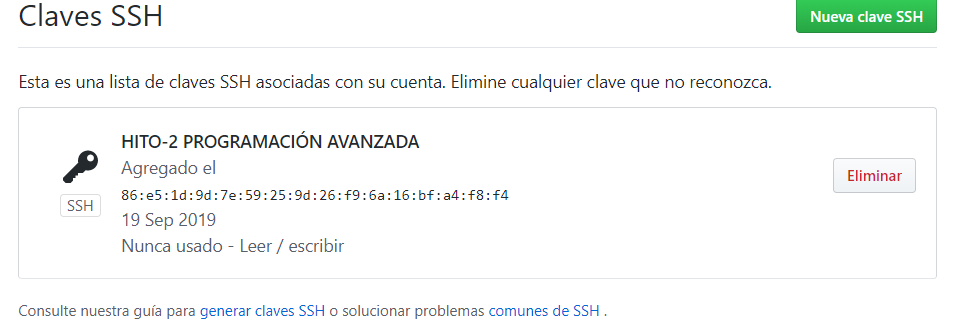 Claves SSH
Nueva clave SSH
Esta es una lista de claves SSH asociadas con su cuenta. Elimine cualquier clave que no reconozca.
HITO-2 PROGRAMACIÓN AVANZADA
Agregado el
86:e5:1d:9d:7e:59:25:9d:26:f9:6a:16:bf:a4:f8:f4
19 Sep 2019
Nunca usado - Leer / escribir
SSH
Eliminar
Consulte nuestra guía para generar claves SSH o solucionar problemas comunes de SSH .